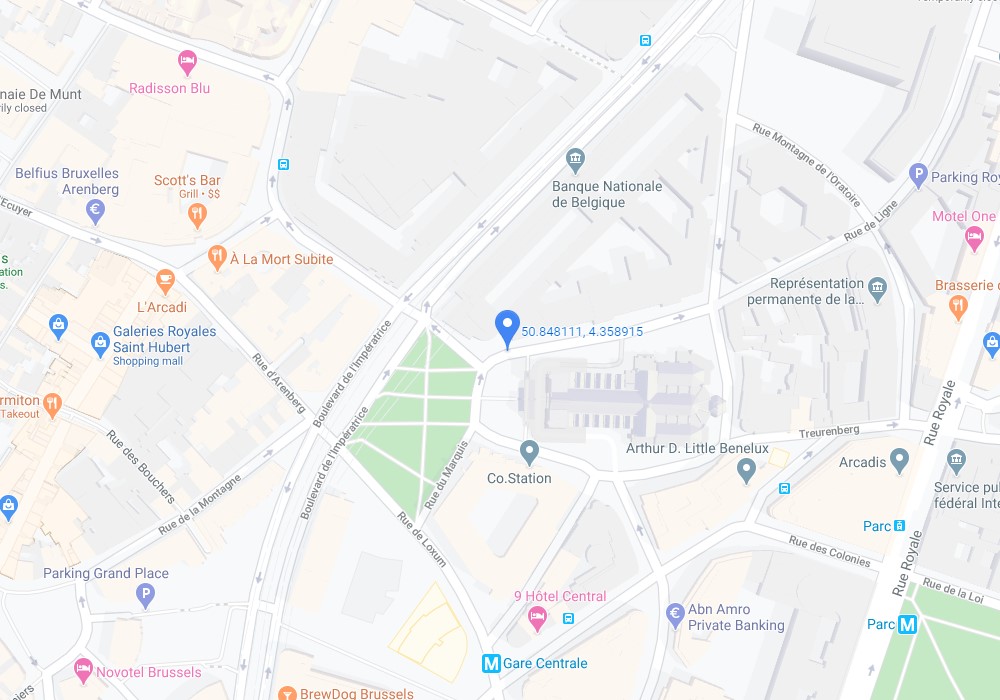 Temporarily closed
Radisson Blu
naie De Munt
rily closed
Rue Montagne de l'Oratoire
Belfius Bruxelles
Arenberg
Scott's Bar
Grill • $$
Banque Nationale
de Belgique
P
Parking Roy
€
'Ecuyer
Motel One
Rue de Ligne
À La Mort Subite
s
ation
s.
L'Arcadi
Représentation
permanente de la...
Brasserie
Galeries Royales
Saint Hubert
Shopping mall
50.848111, 4.358915
Boulevard de l'Impératrice
Rue d'Arenberg
rmiton
Takeout
Rue Royale
Boulevard de l'Impératrice
Treurenberg
Rue des Bouchers
Rue du Marquis
Arthur D. Little Benelux
Arcadis
Co.Station
Rue de la Montagne
Service pu
fédéral Int
Rue de Loxum
Parc
Rue des Colonies
Rue Royale
Parking Grand Place
P
Rue de la Loi
9 Hôtel Central
€
Abn Amro
Private Banking
Parc M
M Gare Centrale
Novotel Brussels
niers
BrewDog Brussels